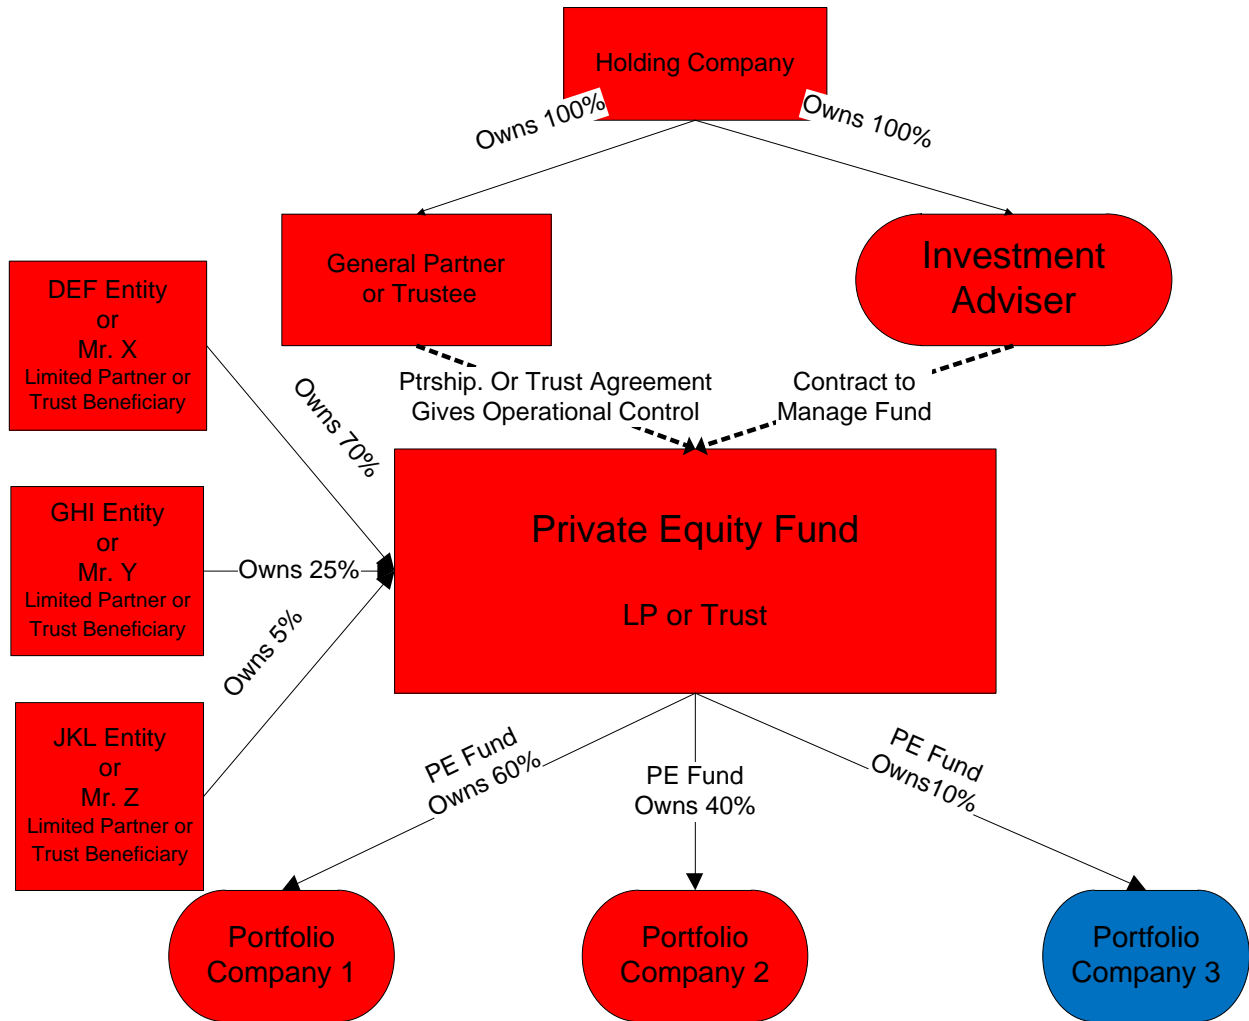 Holding Company
Owns 100%
Owns 100%
General Partner
or Trustee
Investment
Adviser
DEF Entity
or
Mr. X
Limited Partner or
Trust Beneficiary
Owns 70%
Ptrship. Or Trust Agreement
Gives Operational Control
Contract to
Manage Fund
GHI Entity
or
Mr. Y
Limited Partner or
Trust Beneficiary
Owns 25%
Private Equity Fund
LP or Trust
Owns 5%
JKL Entity
or
Mr. Z
Limited Partner or
Trust Beneficiary
PE Fund
Owns 60%
PE Fund
Owns 40%
PE Fund
Owns10%
Portfolio
Company 1
Portfolio
Company 2
Portfolio
Company 3